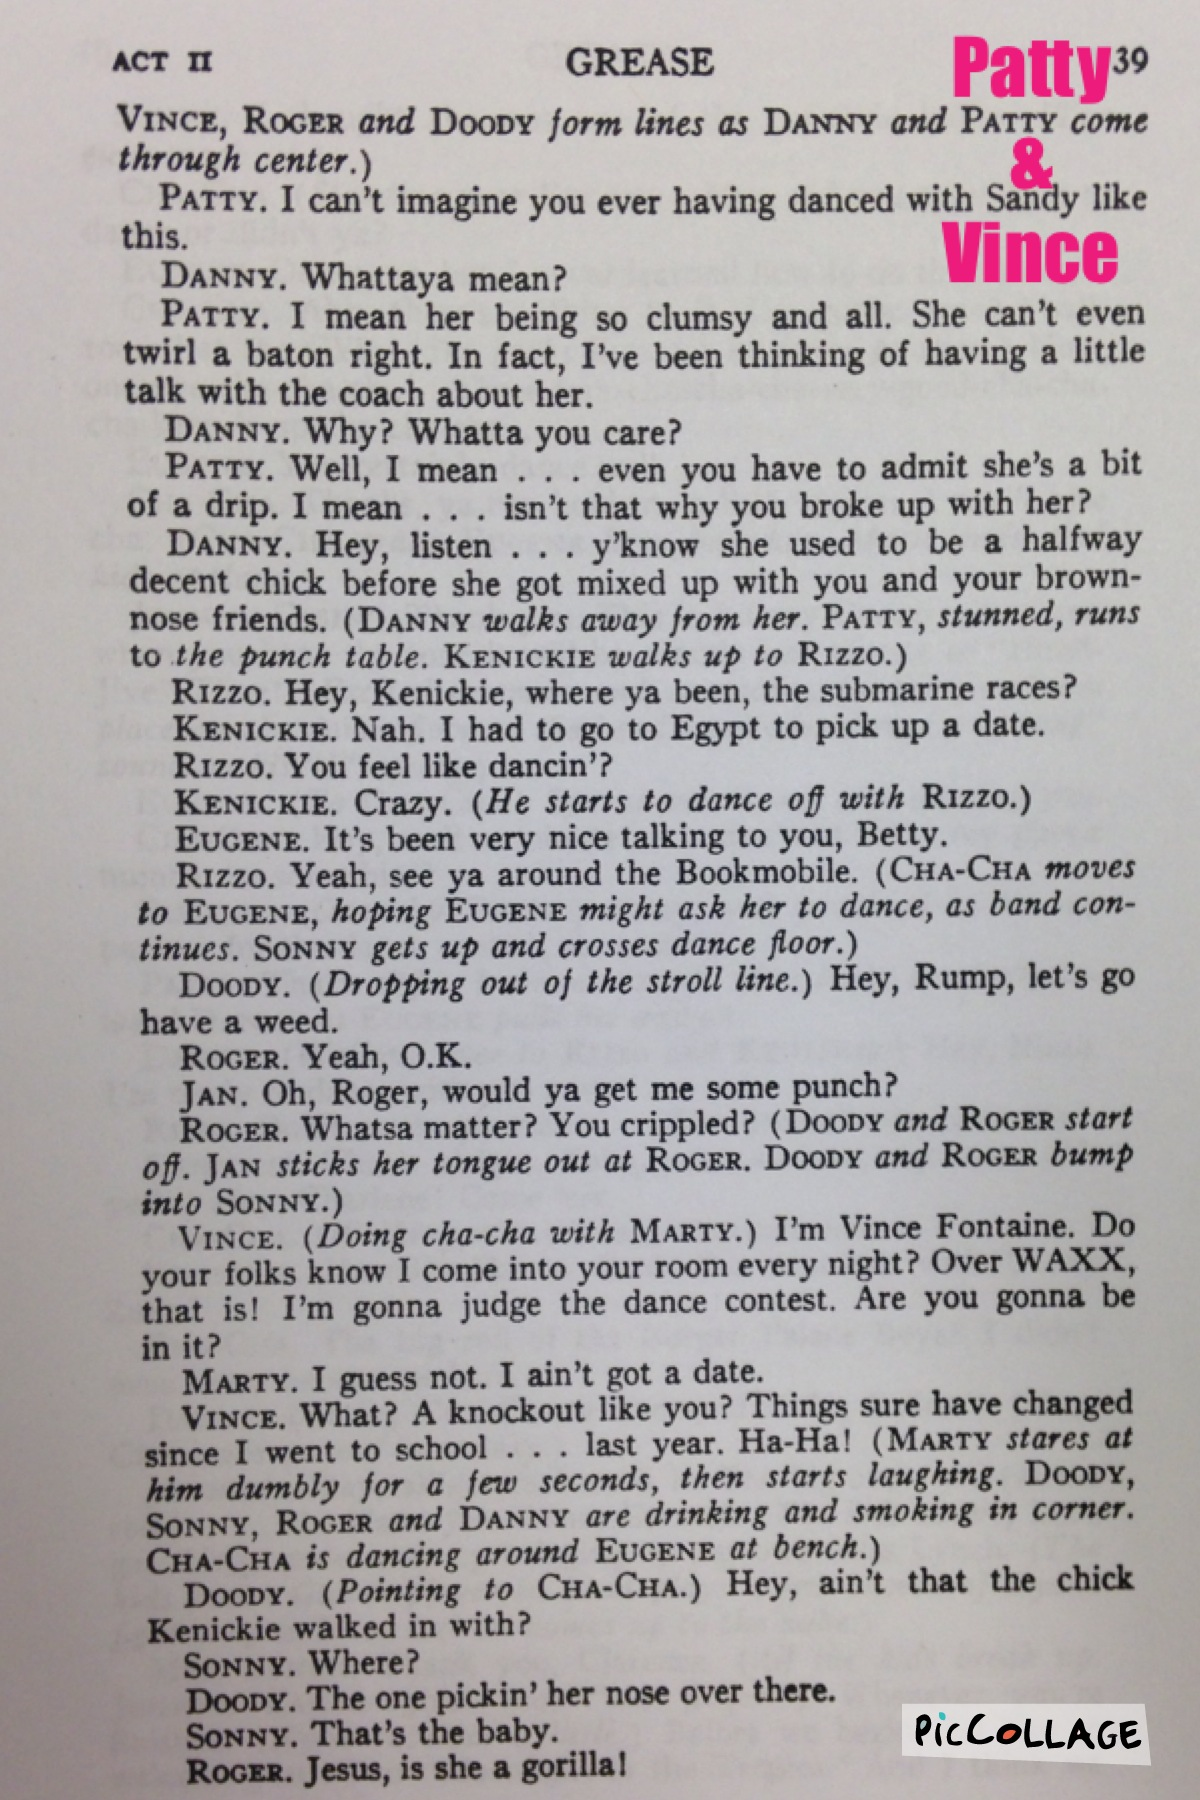 ACT II GREASE Patty 39
VINCE, ROGER and DOODY form lines as DANNY and PATTY come
&
through center.)
PATTY. I can't imagine you ever having danced with Sandy like
this.
Vince
DANNY. Whattaya mean?
PATTY. I mean her being so clumsy and all. She can't even
twirl a baton right. In fact, I've been thinking of having a little
talk with the coach about her.
DANNY. Why? Whatta you care?
PATTY. Well, I mean . . . even you have to admit she's a bit
of a drip. I mean . . . isn't that why you broke up with her?
DANNY. Hey, listen . . . y'know she used to be a halfway
decent chick before she got mixed up with you and your brown-
nose friends. (DANNY walks away from her. PATTY, stunned, runs
to the punch table. KENICKIE walks up to RIZZO.)
RIZZO. Hey, Kenickie, where ya been, the submarine races?
KENICKIE. Nah. I had to go to Egypt to pick up a date.
RIZZO. You feel like dancin'?
KENICKIE. Crazy. (He starts to dance off with RIZZO.)
EUGENE. It's been very nice talking to you, Betty.
RIZZO. Yeah, see ya around the Bookmobile. (CHA-CHA moves
to EUGENE, hoping EUGENE might ask her to dance, as band con-
tinues. SONNY gets up and crosses dance floor.)
DOODY. (Dropping out of the stroll line.) Hey, Rump, let's go
have a weed.
ROGER. Yeah, O.K.
JAN. Oh, Roger, would ya get me some punch?
ROGER. Whatsa matter? You crippled? (DOODY and ROGER start
off. JAN sticks her tongue out at ROGER. DOODY and ROGER bump
into SONNY.)
VINCE. (Doing cha-cha with MARTY.) I'm Vince Fontaine. Do
your folks know I come into your room every night? Over WAXX,
that is! I'm gonna judge the dance contest. Are you gonna be
in it?
MARTY. I guess not. I ain't got a date.
VINCE. What? A knockout like you? Things sure have changed
since I went to school . . . last year. Ha-Ha! (MARTY stares at
him dumbly for a few seconds, then starts laughing. DOODY,
SONNY, ROGER and DANNY are drinking and smoking in corner.
CHA-CHA is dancing around EUGENE at bench.)
DOODY. (Pointing to CHA-CHA.) Hey, ain't that the chick
Kenickie walked in with?
SONNY. Where?
DOODY. The one pickin' her nose over there.
SONNY. That's the baby.
ROGER. Jesus, is she a gorilla!
PICCOLLAGE